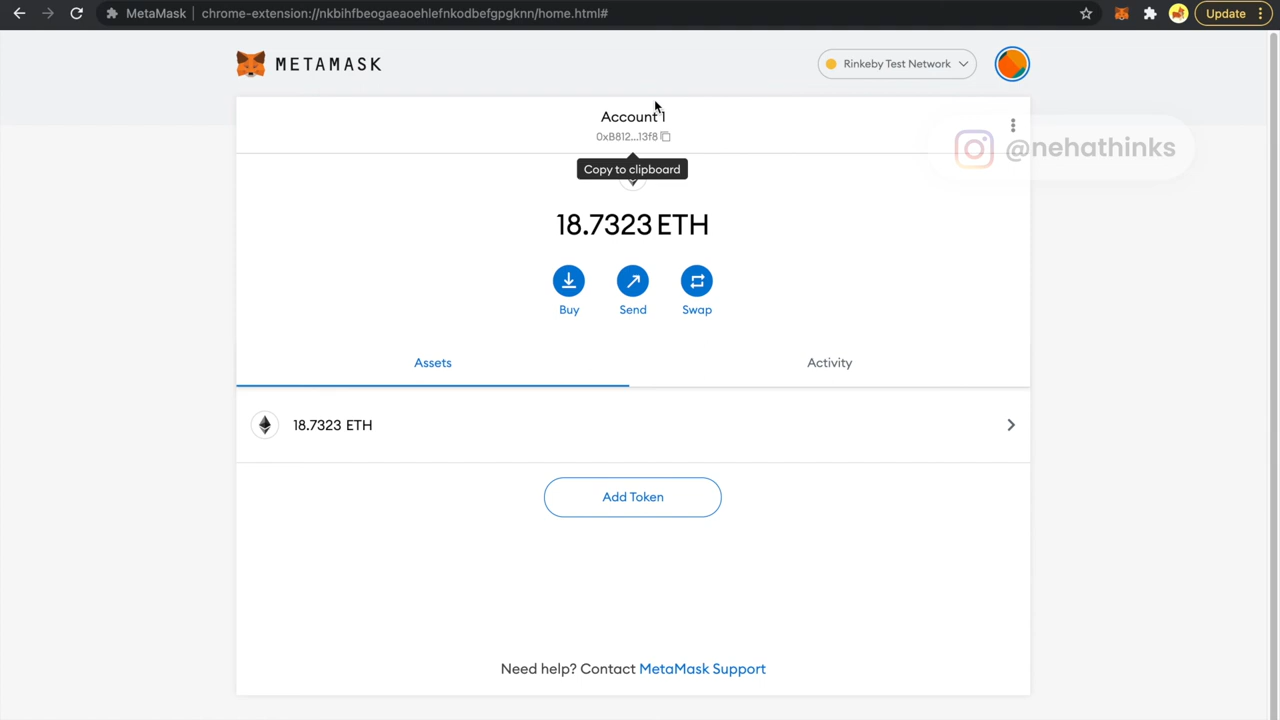 MetaMask | chrome-extension://nkbihfbeogaeaoehlefnkodbefgpgknn/home.html# Update
METAMASK
Rinkeby Test Network
Account 1
0xB812...13f8
@nehathinks
Copy to clipboard
18.7323 ETH
Buy Send Swap
Assets Activity
18.7323 ETH
Add Token
Need help? Contact MetaMask Support